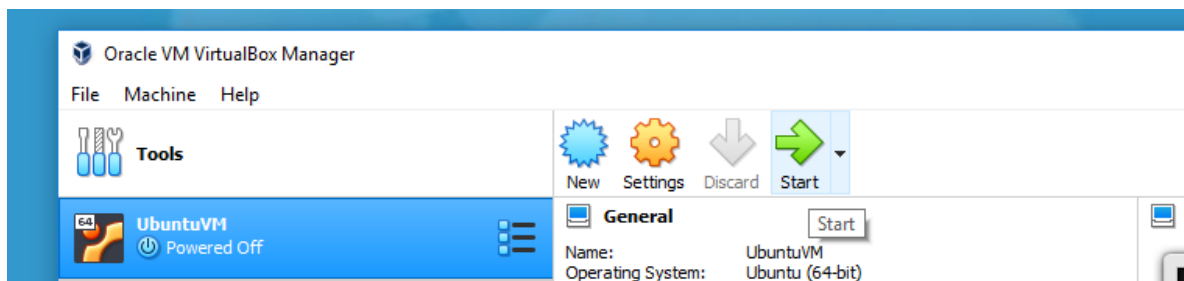 Oracle VM VirtualBox Manager
File Machine Help
Tools
New Settings Discard Start
64
UbuntuVM
Powered Off
General
Start
Name: UbuntuVM
Operating System: Ubuntu (64-bit)